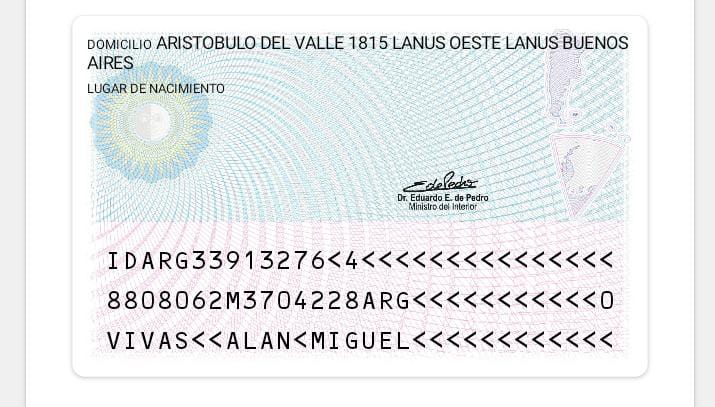 DOMICILIO ARISTOBULO DEL VALLE 1815 LANUS OESTE LANUS BUENOS
AIRES
LUGAR DE NACIMIENTO
Dr. Eduardo E. de Pedro
Ministro del Interior
IDARG33913276<4<<<<<<<<<<<<<<<
8808062M3704228ARG<<<<<<<<<<<0
VIVAS<<ALAN<MIGUEL<<<<<<<<<<<<